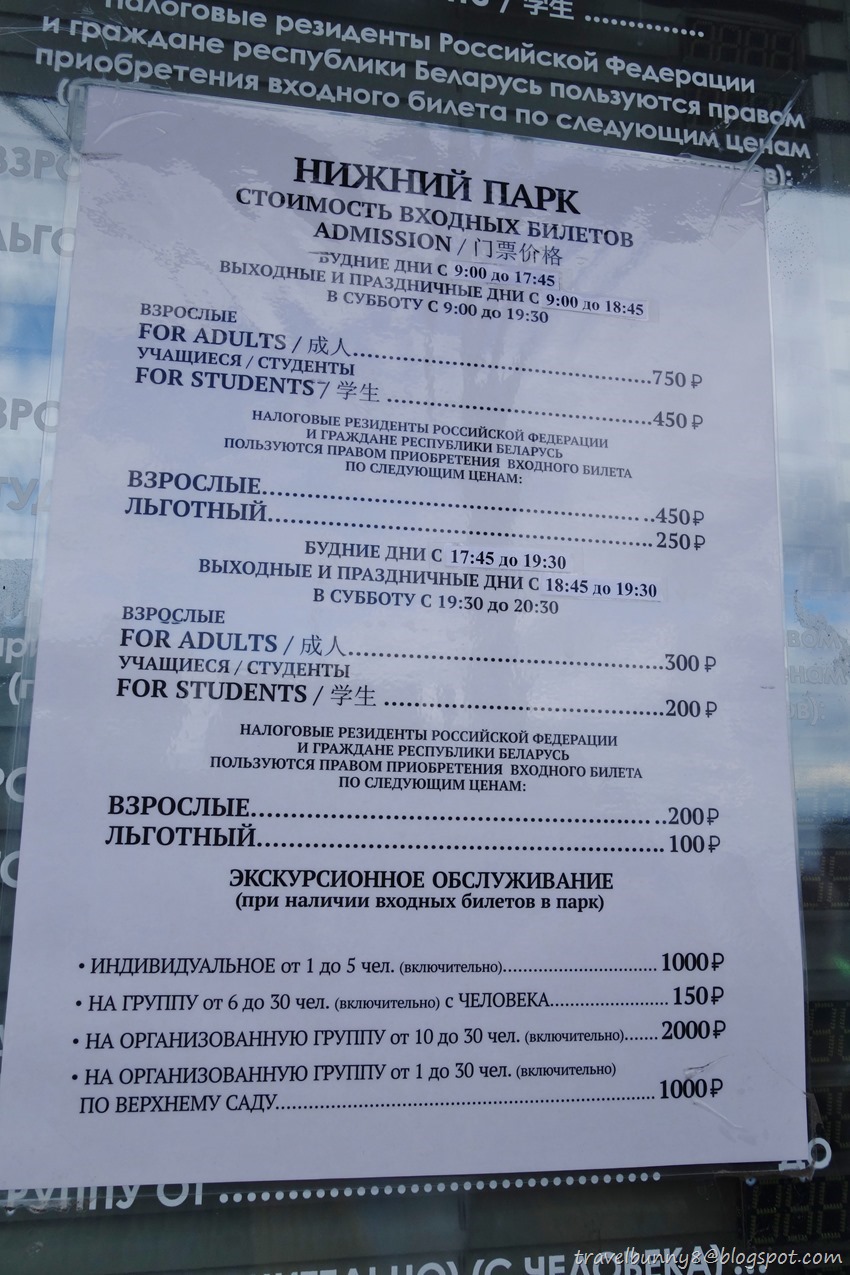 / 学生 ................
налоговые резиденты Российской Федерации
и граждане республики Беларусь пользуются правом
приобретения входного билета по следующим ценам
НИЖНИЙ ПАРК
СТОИМОСТЬ ВХОДНЫХ БИЛЕТОВ
ADMISSION / 门票价格
БУДНИЕ ДНИ С 9:00 до 17:45
ВЫХОДНЫЕ И ПРАЗДНИЧНЫЕ ДНИ С 9:00 до 18:45
В СУББОТУ С 9:00 до 19:30
ВЗРОСЛЫЕ
FOR ADULTS / 成人..............................................750 ₽
УЧАЩИЕСЯ / СТУДЕНТЫ
FOR STUDENTS / 学生 ........................................450 ₽
НАЛОГОВЫЕ РЕЗИДЕНТЫ РОССИЙСКОЙ ФЕДЕРАЦИИ
И ГРАЖДАНЕ РЕСПУБЛИКИ БЕЛАРУСЬ
ПОЛЬЗУЮТСЯ ПРАВОМ ПРИОБРЕТЕНИЯ ВХОДНОГО БИЛЕТА
ПО СЛЕДУЮЩИМ ЦЕНАМ:
ВЗРОСЛЫЕ.......................................................... ..450₽
ЛЬГОТНЫЙ..........................................................250₽
БУДНИЕ ДНИ С 17:45 до 19:30
ВЫХОДНЫЕ И ПРАЗДНИЧНЫЕ ДНИ С 18:45 до 19:30
В СУББОТУ С 19:30 до 20:30
ВЗРОСЛЫЕ
FOR ADULTS / 成人..............................................300 ₽
УЧАЩИЕСЯ / СТУДЕНТЫ
FOR STUDENTS / 学生 ........................................200 ₽
НАЛОГОВЫЕ РЕЗИДЕНТЫ РОССИЙСКОЙ ФЕДЕРАЦИИ
И ГРАЖДАНЕ РЕСПУБЛИКИ БЕЛАРУСЬ
ПОЛЬЗУЮТСЯ ПРАВОМ ПРИОБРЕТЕНИЯ ВХОДНОГО БИЛЕТА
ПО СЛЕДУЮЩИМ ЦЕНАМ:
ВЗРОСЛЫЕ.......................................................... ..200₽
ЛЬГОТНЫЙ.......................................................... 100₽
ЭКСКУРСИОННОЕ ОБСЛУЖИВАНИЕ
(при наличии входных билетов в парк)
• ИНДИВИДУАЛЬНОЕ от 1 до 5 чел. (включительно)........................... 1000₽
• НА ГРУППУ от 6 до 30 чел. (включительно) с ЧЕЛОВЕКА..................... 150₽
• НА ОРГАНИЗОВАННУЮ ГРУППУ от 10 до 30 чел. (включительно)....... 2000₽
• НА ОРГАНИЗОВАННУЮ ГРУППУ от 1 до 30 чел. (включительно)
ПО ВЕРХНЕМУ САДУ................................................................. 1000₽
ДО
(С ЧЕЛОВЕКА) ...
travelbunny8@blogspot.com